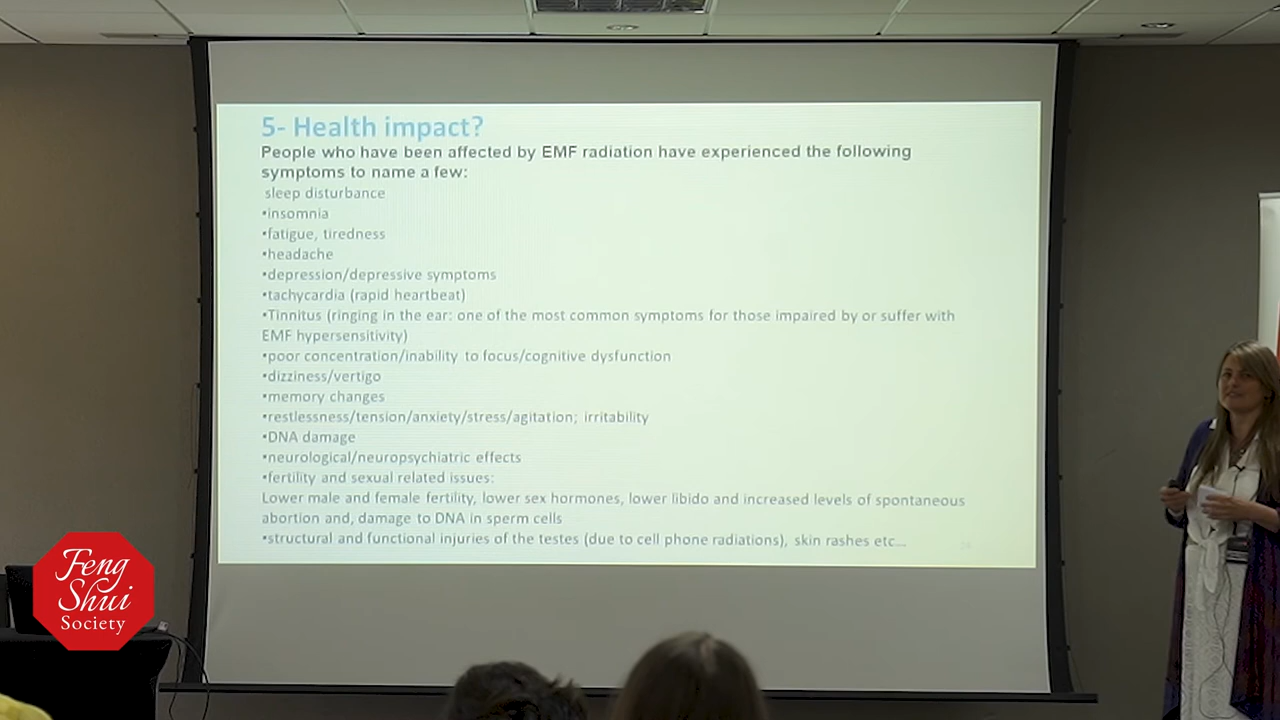 5- Health impact?
People who have been affected by EMF radiation have experienced the following
symptoms to name a few:
sleep disturbance
•insomnia
•fatigue, tiredness
•headache
•depression/depressive symptoms
•tachycardia (rapid heartbeat)
•Tinnitus (ringing in the ear: one of the most common symptoms for those impaired by or suffer with
EMF hypersensitivity)
•poor concentration/inability to focus/cognitive dysfunction
•dizziness/vertigo
•memory changes
•restlessness/tension/anxiety/stress/agitation; irritability
•DNA damage
•neurological/neuropsychiatric effects
•fertility and sexual related issues:
Lower male and female fertility, lower sex hormones, lower libido and increased levels of spontaneous
abortion and, damage to DNA in sperm cells
•structural and functional injuries of the testes (due to cell phone radiations), skin rashes etc...
Feng
Shui
Society